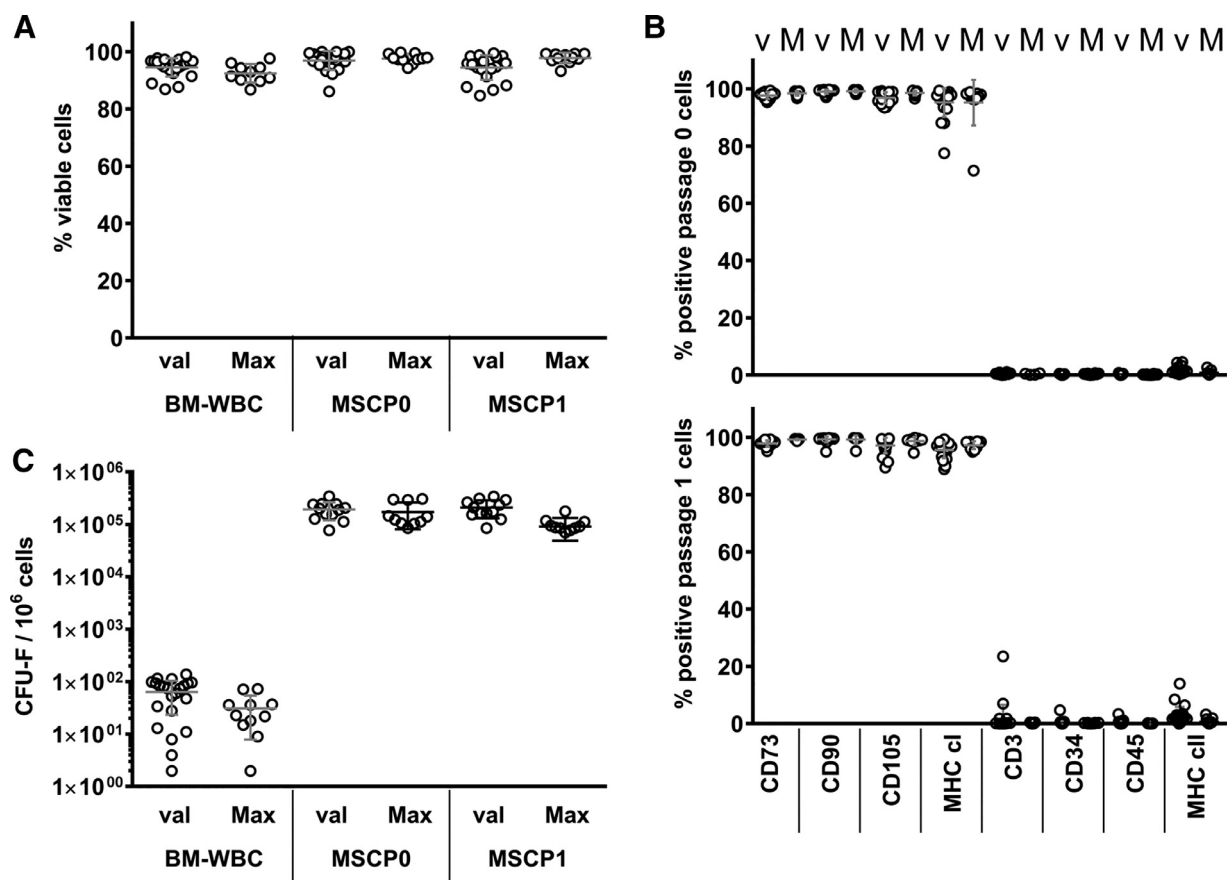 A
% viable cells
100
80
60
40
20
0
val Max val Max val Max
BM-WBC MSCP0 MSCP1
B
v M v M v M v M v M v M v M v M
% positive passage 0 cells
100
80
60
40
20
0
% positive passage 1 cells
100
80
60
40
20
0
CD73 CD90 CD105 MHC cI CD3 CD34 CD45 MHC cII
C
CFU-F / 10⁶ cells
1×10⁰⁶
1×10⁰⁵
1×10⁰⁴
1×10⁰³
1×10⁰²
1×10⁰¹
1×10⁰⁰
val Max val Max val Max
BM-WBC MSCP0 MSCP1